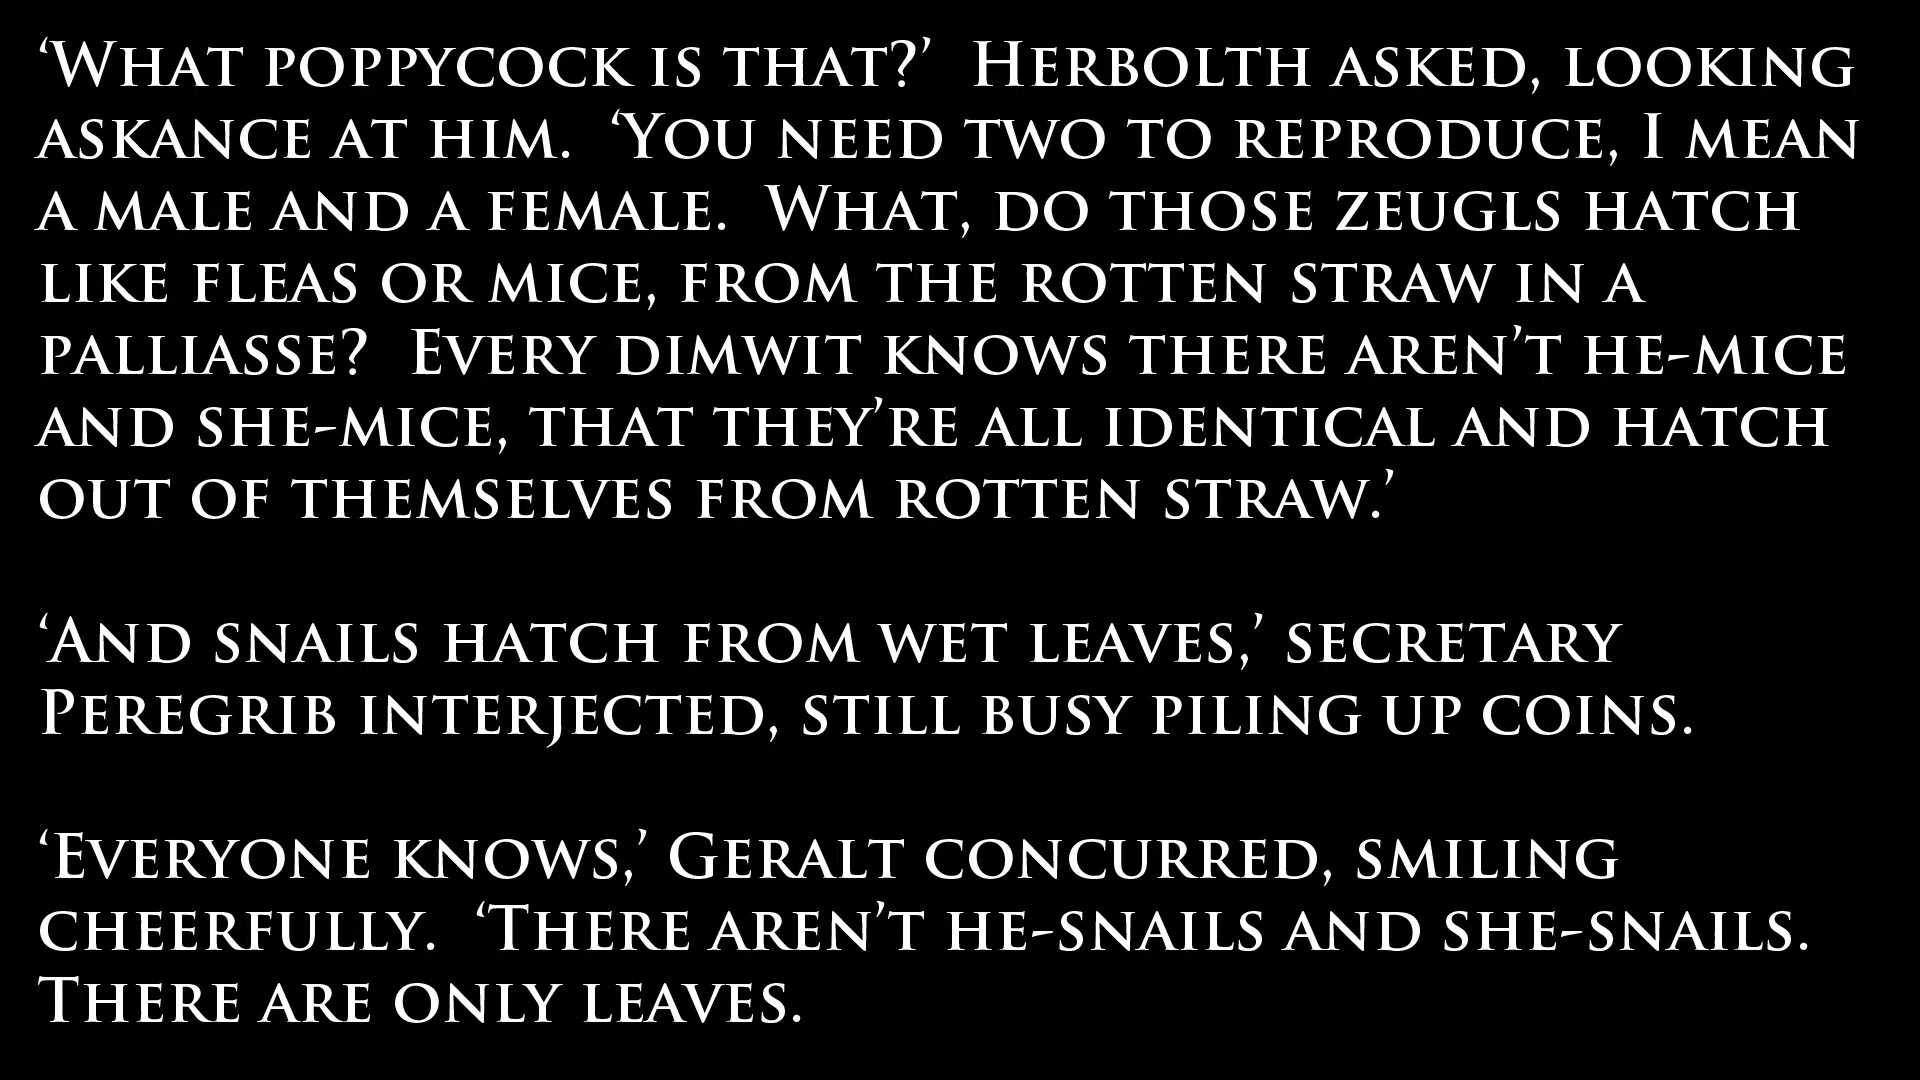 ‘What poppycock is that?’  Herbolth asked, looking
askance at him.  ‘You need two to reproduce, I mean
a male and a female.  What, do those zeugls hatch
like fleas or mice, from the rotten straw in a
palliasse?  Every dimwit knows there aren’t he-mice
and she-mice, that they’re all identical and hatch
out of themselves from rotten straw.’
‘And snails hatch from wet leaves,’ secretary
Peregrib interjected, still busy piling up coins.
‘Everyone knows,’ Geralt concurred, smiling
cheerfully.  ‘There aren’t he-snails and she-snails.
There are only leaves.